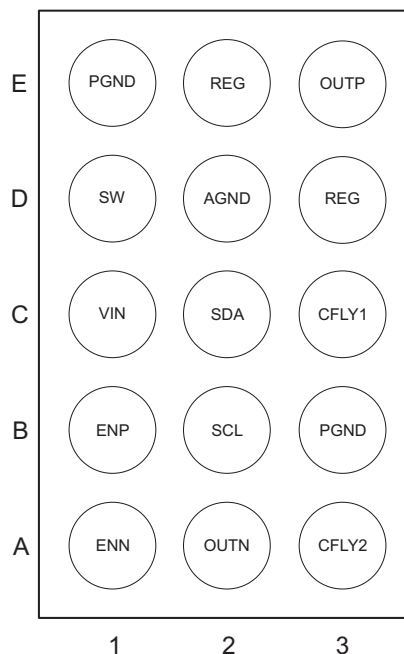 E PGND REG OUTP
D SW AGND REG
C VIN SDA CFLY1
B ENP SCL PGND
A ENN OUTN CFLY2
1 2 3